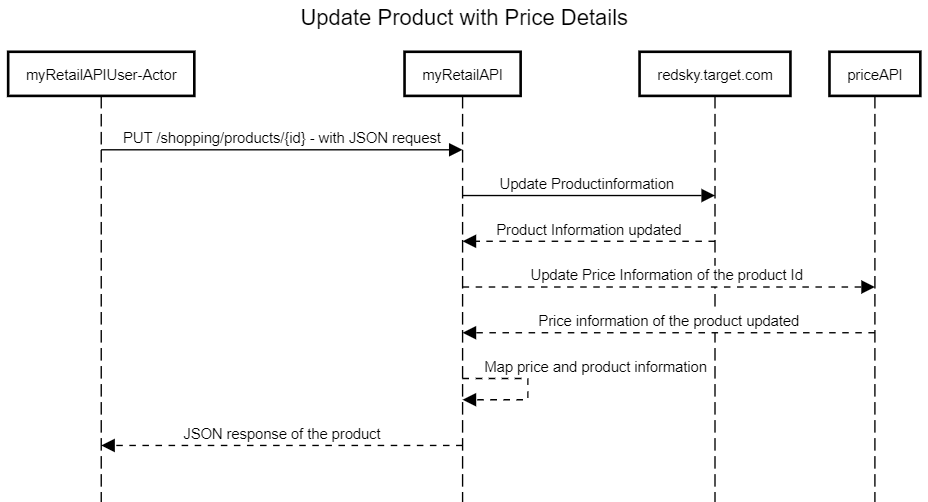 Update Product with Price Details
myRetailAPIUser-Actor
myRetailAPI
redsky.target.com
priceAPI
PUT /shopping/products/{id} - with JSON request
Update Productinformation
Product Information updated
Update Price Information of the product Id
Price information of the product updated
Map price and product information
JSON response of the product